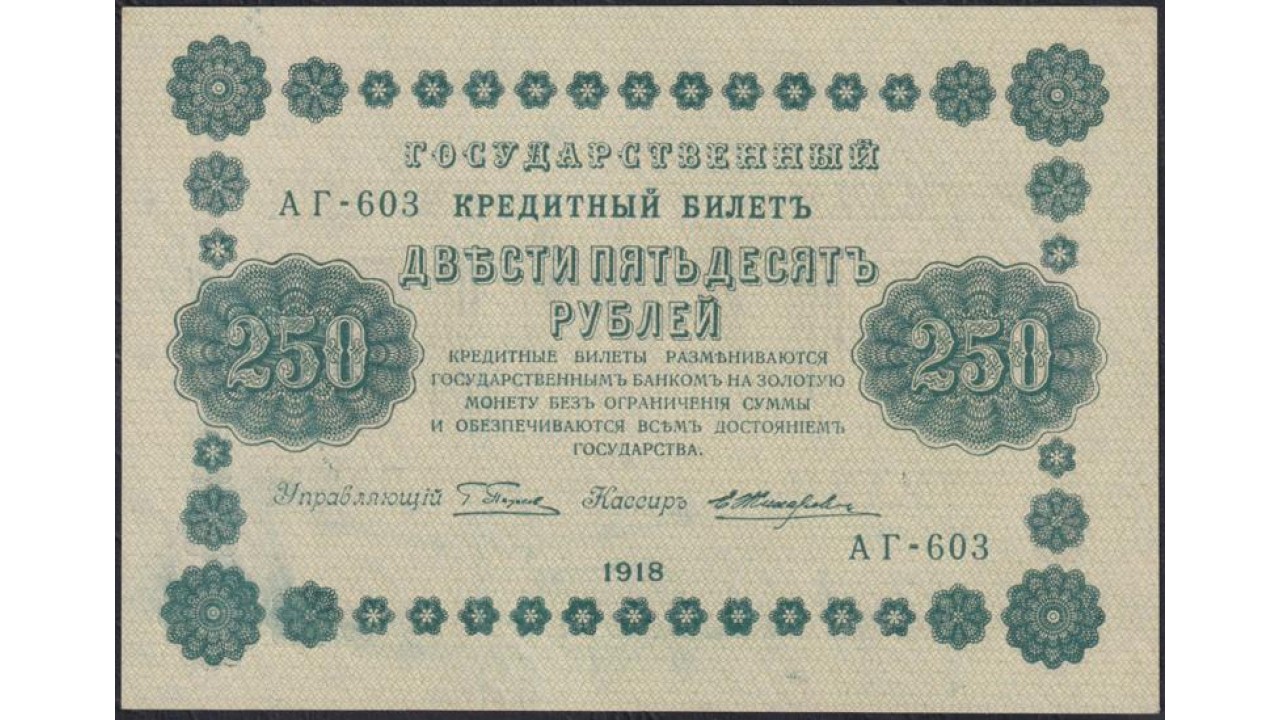 ГОСУДАРСТВЕННЫЙ
АГ-603 КРЕДИТНЫЙ БИЛЕТЪ
ДВѢСТИ ПЯТЬДЕСЯТЪ
РУБЛЕЙ
250
250
КРЕДИТНЫЕ БИЛЕТЫ РАЗМѢНИВАЮТСЯ
ГОСУДАРСТВЕННЫМЪ БАНКОМЪ НА ЗОЛОТУЮ
МОНЕТУ БЕЗЪ ОГРАНИЧЕНІЯ СУММЫ
И ОБЕЗПЕЧИВАЮТСЯ ВСѢМЪ ДОСТОЯНІЕМЪ
ГОСУДАРСТВА.
Управляющій Кассиръ
АГ-603
1918